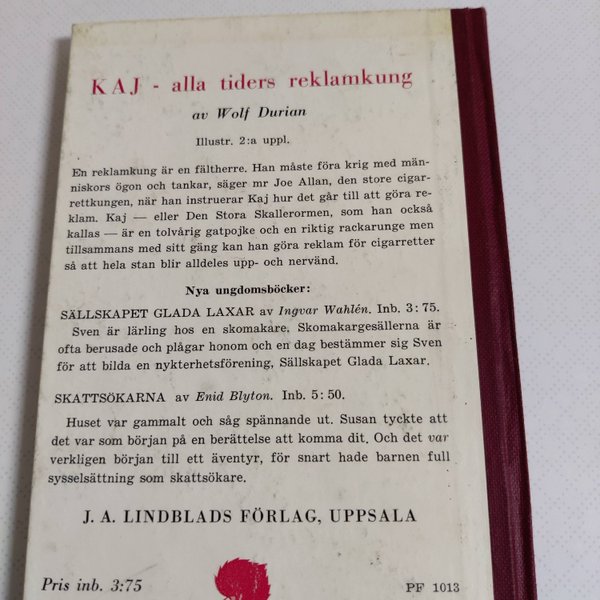 KAJ - alla tiders reklamkung
av Wolf Durian
Illustr. 2:a uppl.
En reklamkung är en fältherre. Han måste föra krig med män-
niskors ögon och tankar, säger mr Joe Allan, den store cigar-
rettkungen, när han instruerar Kaj hur det går till att göra re-
klam. Kaj — eller Den Stora Skallerormen, som han också
kallas — är en tolvårig gatpojke och en riktig rackarunge men
tillsammans med sitt gäng kan han göra reklam för cigarretter
så att hela stan blir alldeles upp- och nervänd.
Nya ungdomsböcker:
SÄLLSKAPET GLADA LAXAR av Ingvar Wahlén. Inb. 3: 75.
Sven är lärling hos en skomakare. Skomakargesällerna är
ofta berusade och plågar honom och en dag bestämmer sig Sven
för att bilda en nykterhetsförening, Sällskapet Glada Laxar.
SKATTSÖKARNA av Enid Blyton. Inb. 5: 50.
Huset var gammalt och såg spännande ut. Susan tyckte att
det var som början på en berättelse att komma dit. Och det var
verkligen början till ett äventyr, för snart hade barnen full
sysselsättning som skattsökare.
J. A. LINDBLADS FÖRLAG, UPPSALA
Pris inb. 3:75
PF 1013